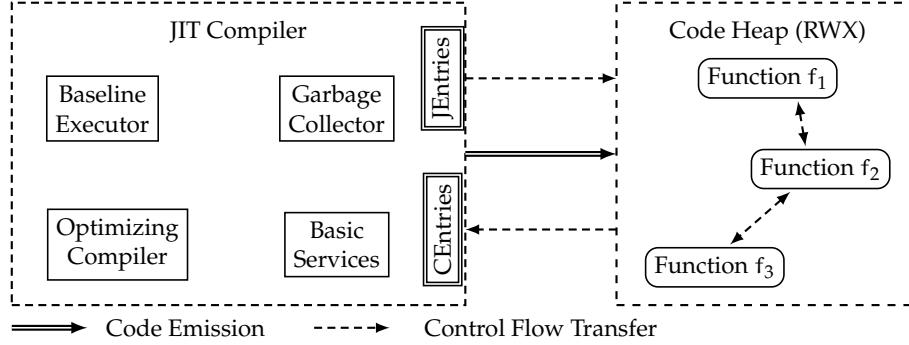 JIT Compiler
Baseline
Executor
Garbage
Collector
Optimizing
Compiler
Basic
Services
JEntries
CEntries
Code Heap (RWX)
Function f₁
Function f₂
Function f₃
Code Emission
Control Flow Transfer